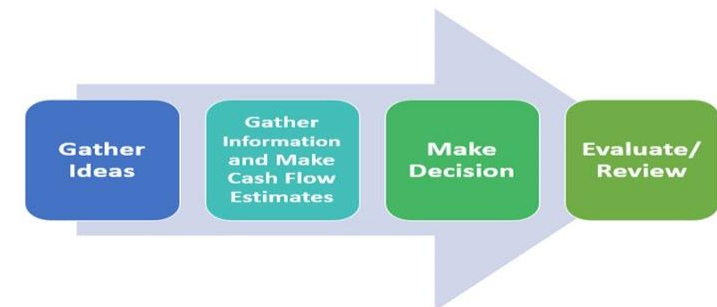 Gather
Ideas
Gather
Information
and Make
Cash Flow
Estimates
Make
Decision
Evaluate/
Review